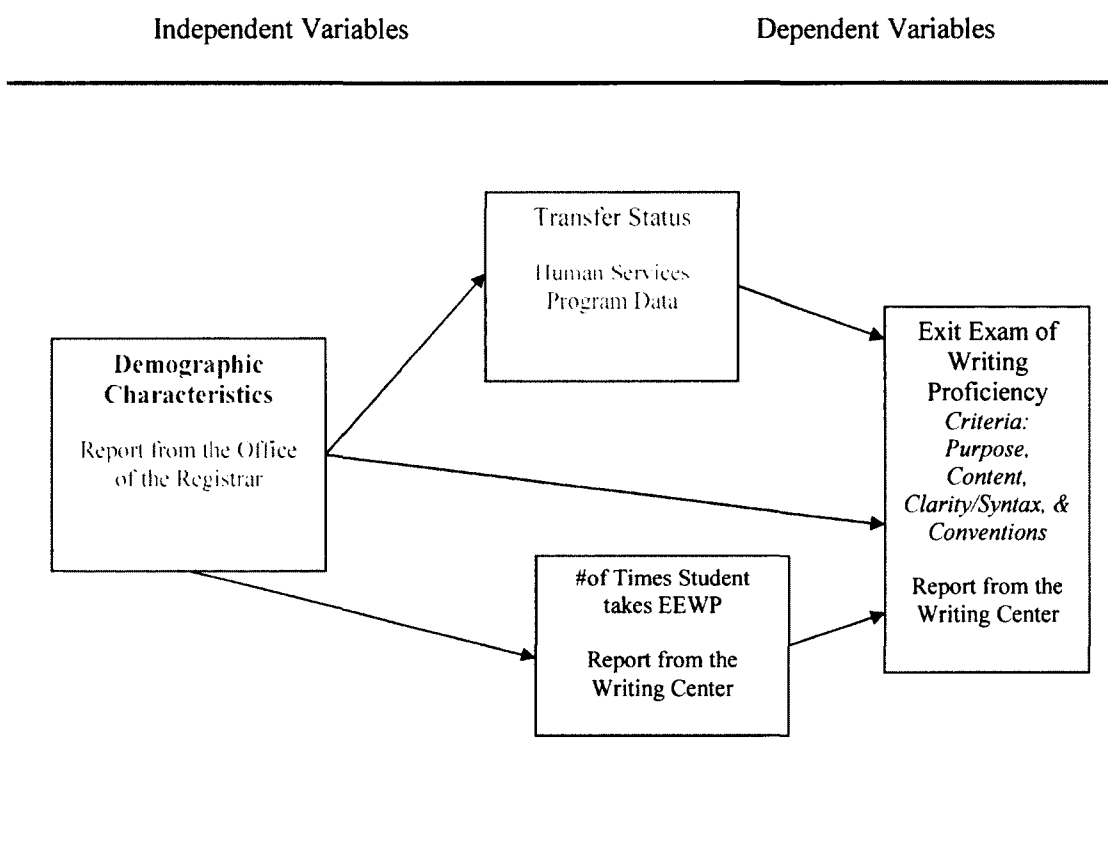 Independent Variables
Dependent Variables
Transfer Status
Human Services
Program Data
Demographic
Characteristics
Report from the Office
of the Registrar
Exit Exam of
Writing
Proficiency
Criteria:
Purpose,
Content,
Clarity/Syntax, &
Conventions
Report from the
Writing Center
#of Times Student
takes EEWP
Report from the
Writing Center